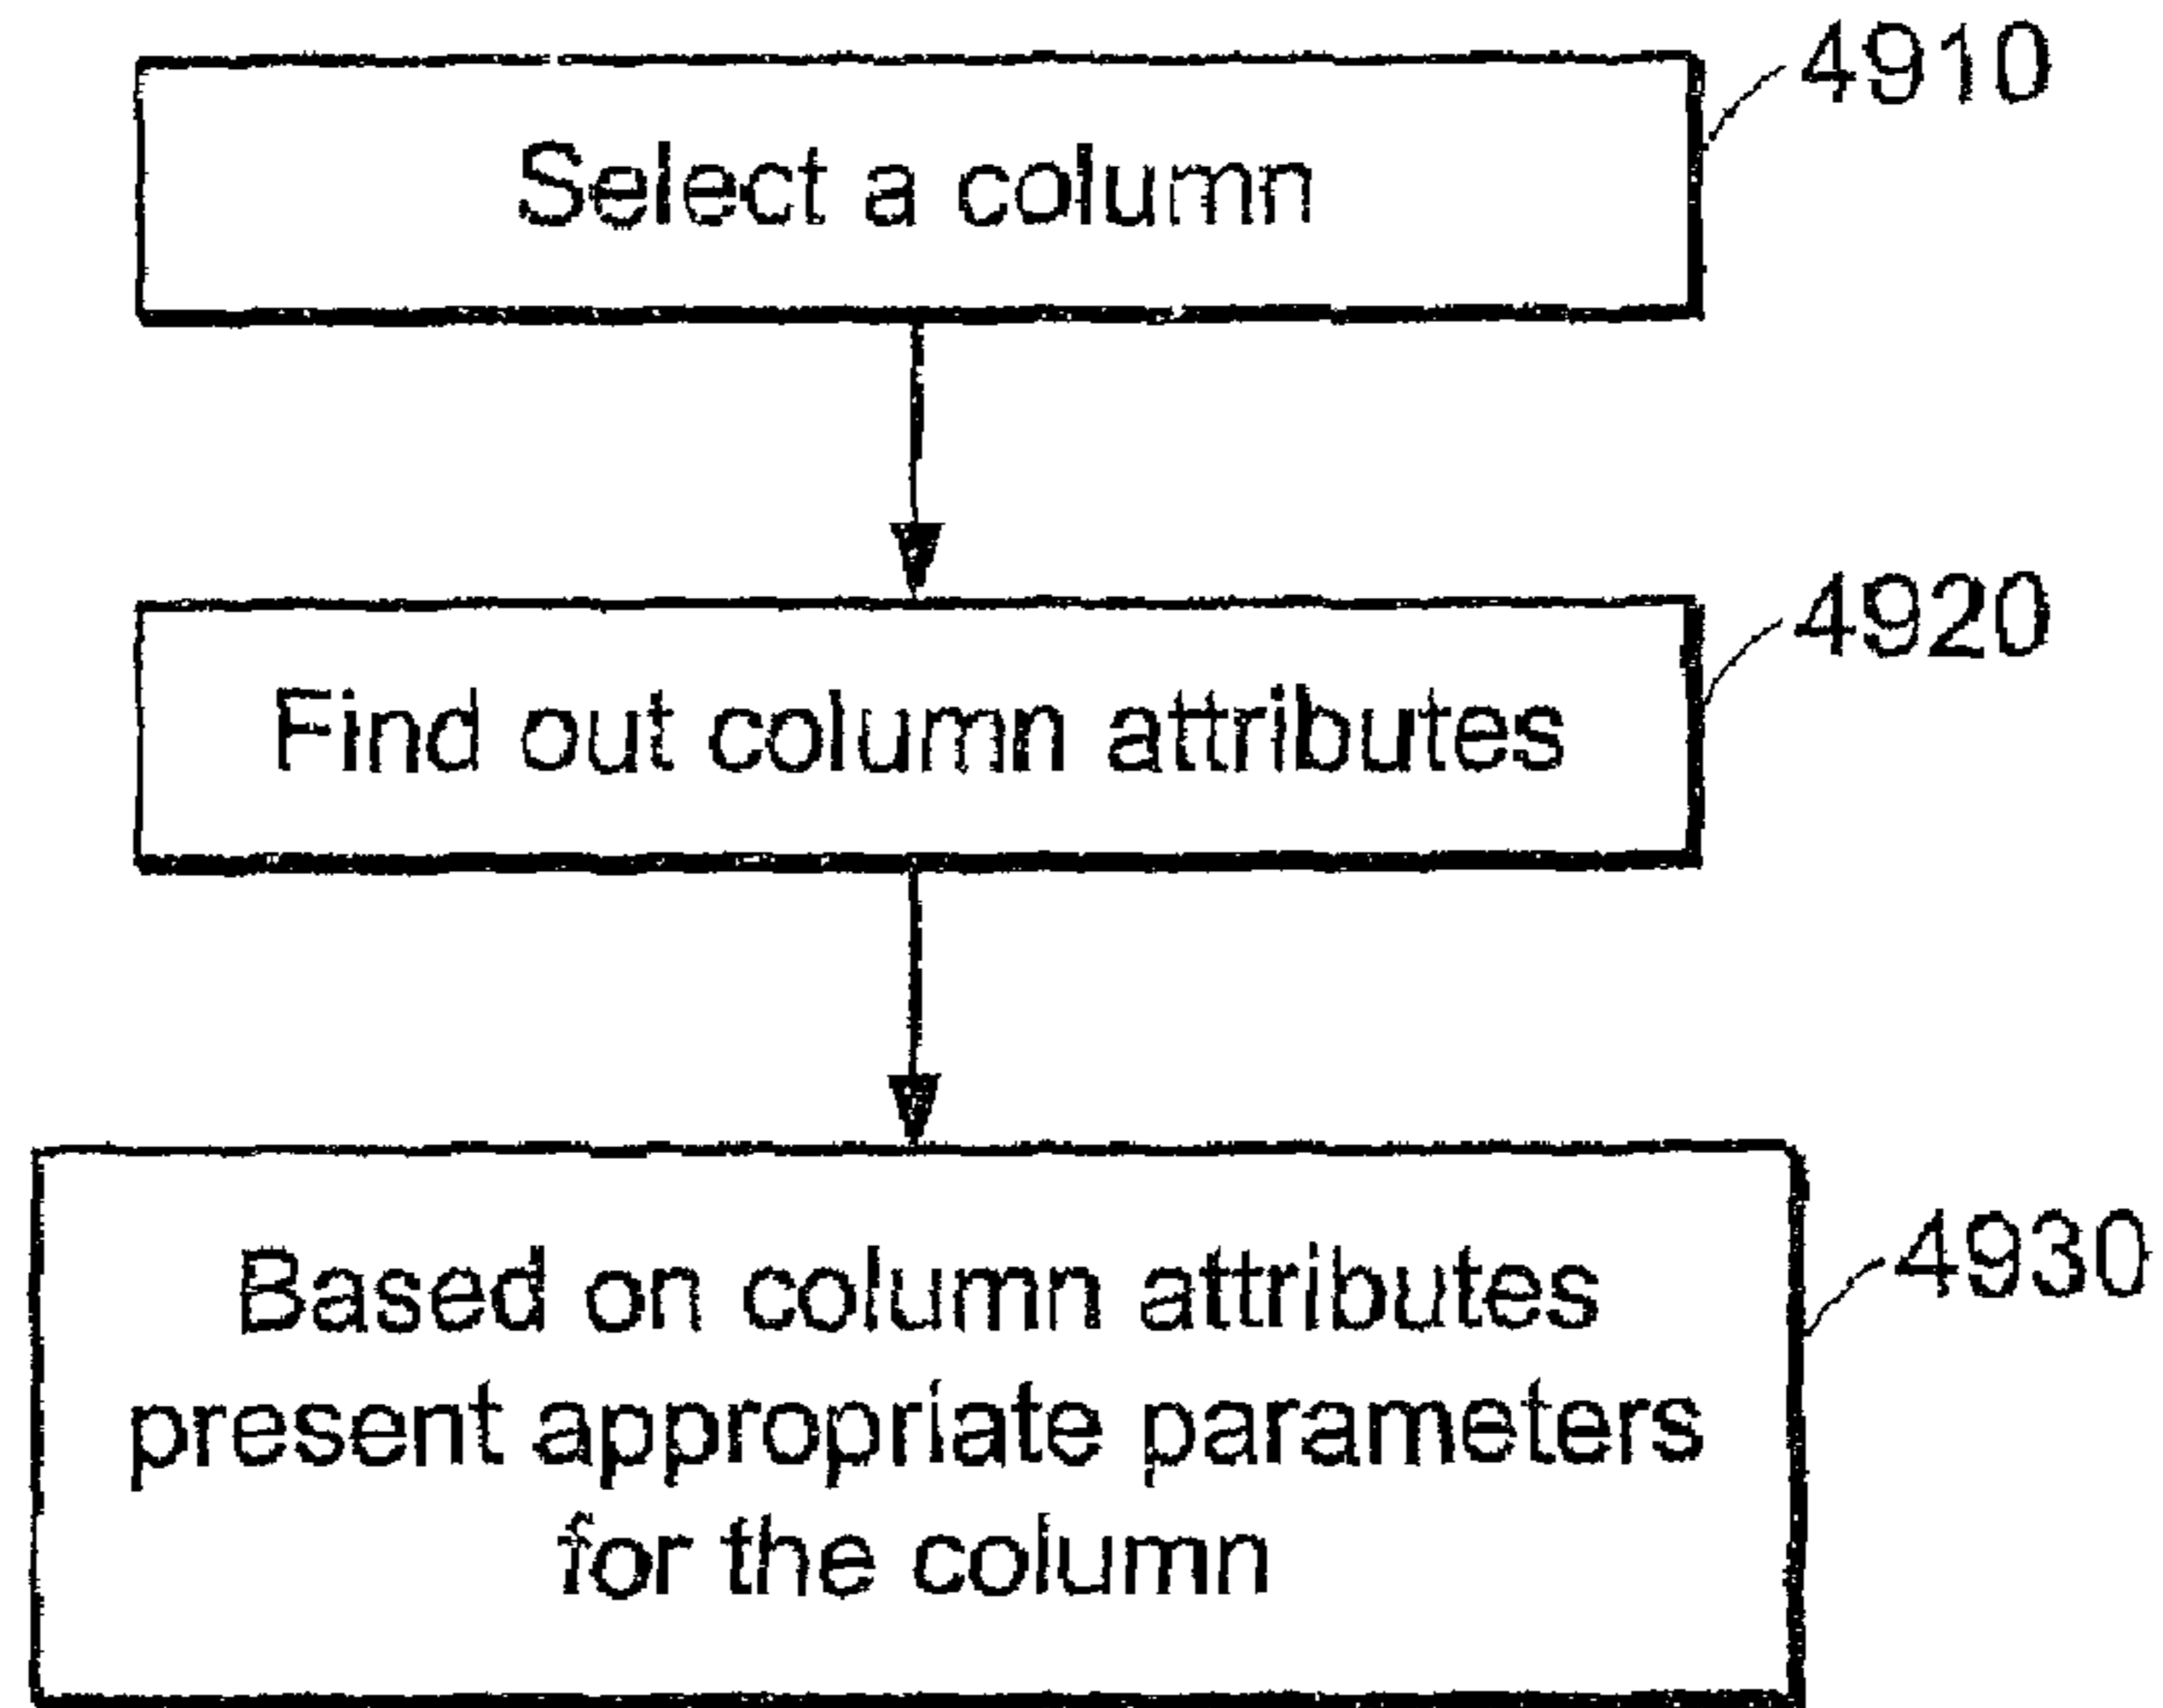 4910
Select a column
4920
Find out column attributes
4930
Based on column attributes
present appropriate parameters
for the column